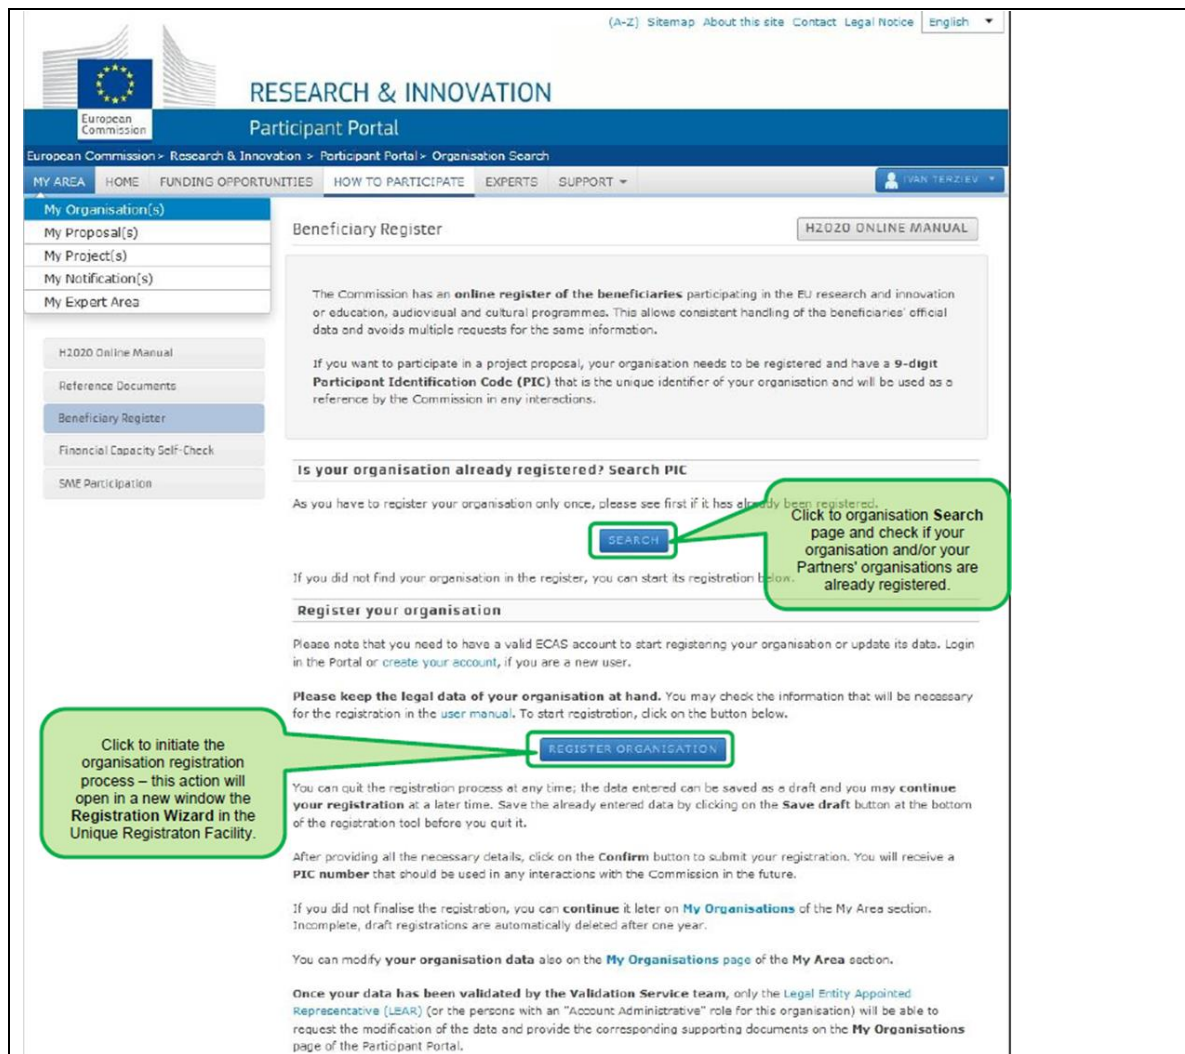 (A-Z) Sitemap About this site Contact Legal Notice English
RESEARCH & INNOVATION
European
Commission
Participant Portal
European Commission > Research & Innovation > Participant Portal > Organisation Search
MY AREA HOME FUNDING OPPORTUNITIES HOW TO PARTICIPATE EXPERTS SUPPORT IVAN TERZIEV
My Organisation(s)
My Proposal(s)
My Project(s)
My Notification(s)
My Expert Area
H2020 Online Manual
Reference Documents
Beneficiary Register
Financial Capacity Self-Check
SME Participation
Beneficiary Register
H2020 ONLINE MANUAL
The Commission has an online register of the beneficiaries participating in the EU research and innovation
or education, audiovisual and cultural programmes. This allows consistent handling of the beneficiaries' official
data and avoids multiple requests for the same information.
If you want to participate in a project proposal, your organisation needs to be registered and have a 9-digit
Participant Identification Code (PIC) that is the unique identifier of your organisation and will be used as a
reference by the Commission in any interactions.
Is your organisation already registered? Search PIC
As you have to register your organisation only once, please see first if it has already been registered.
SEARCH
Click to organisation Search
page and check if your
organisation and/or your
Partners' organisations are
already registered.
If you did not find your organisation in the register, you can start its registration below.
Register your organisation
Please note that you need to have a valid ECAS account to start registering your organisation or update its data. Login
in the Portal or create your account, if you are a new user.
Please keep the legal data of your organisation at hand. You may check the information that will be necessary
for the registration in the user manual. To start registration, click on the button below.
REGISTER ORGANISATION
Click to initiate the
organisation registration
process – this action will
open in a new window the
Registration Wizard in the
Unique Registraton Facility.
You can quit the registration process at any time; the data entered can be saved as a draft and you may continue
your registration at a later time. Save the already entered data by clicking on the Save draft button at the bottom
of the registration tool before you quit it.
After providing all the necessary details, click on the Confirm button to submit your registration. You will receive a
PIC number that should be used in any interactions with the Commission in the future.
If you did not finalise the registration, you can continue it later on My Organisations of the My Area section.
Incomplete, draft registrations are automatically deleted after one year.
You can modify your organisation data also on the My Organisations page of the My Area section.
Once your data has been validated by the Validation Service team, only the Legal Entity Appointed
Representative (LEAR) (or the persons with an "Account Administrative" role for this organisation) will be able to
request the modification of the data and provide the corresponding supporting documents on the My Organisations
page of the Participant Portal.